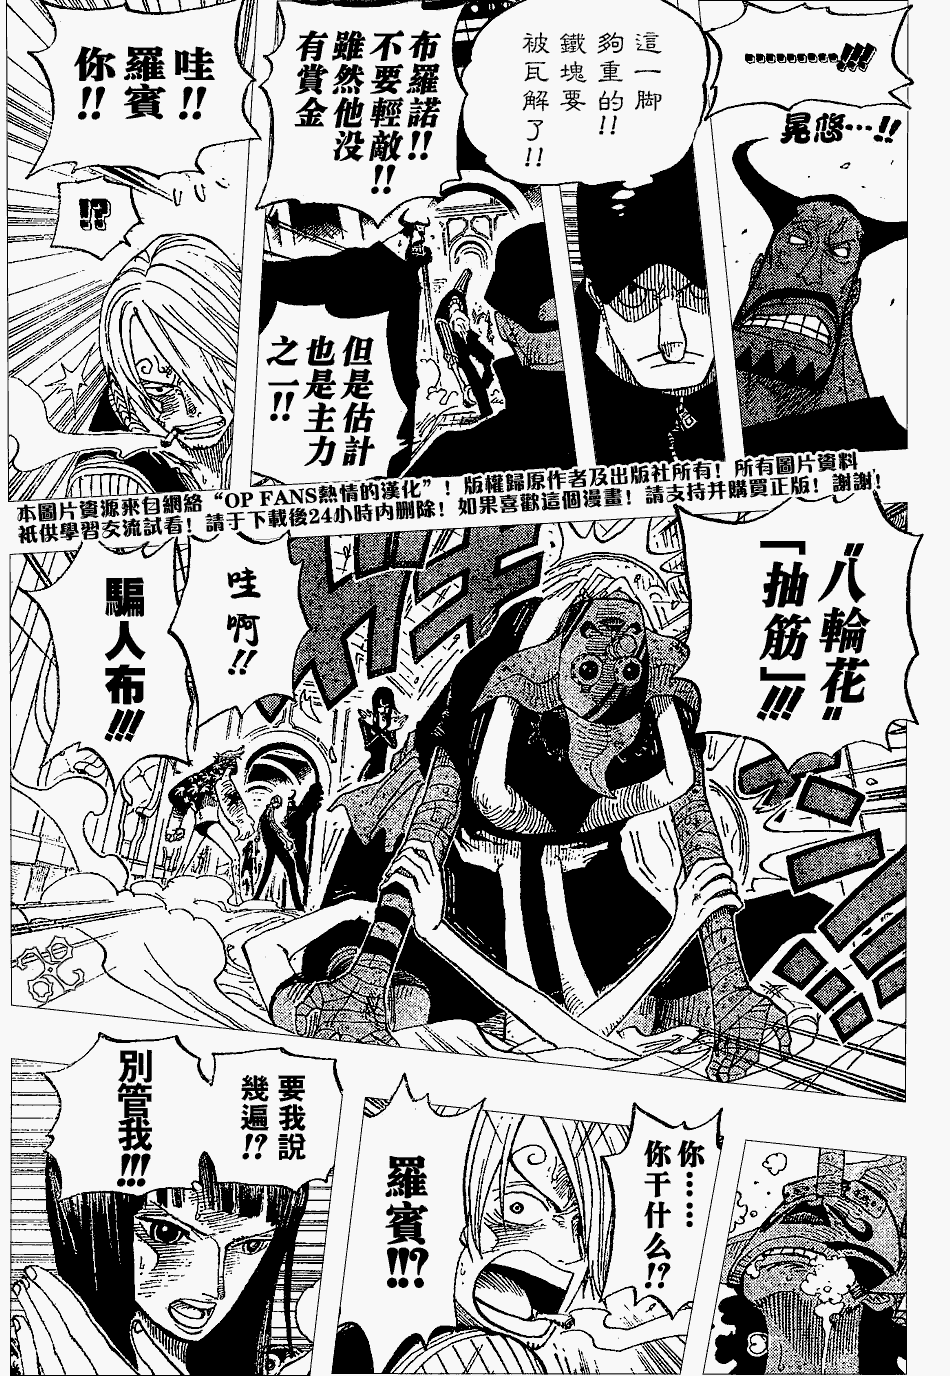 ………!!!
晃悠…!!
這一脚
夠重的!!
鐵塊要
被瓦解
了!!
布羅諾!!
不要輕敵!!
雖然他没
有賞金
但是估計
也是主力
之一!!
哇!!
羅賓
你!!
!?
本圖片資源來自網絡“OP FANS熱情的漢化”！版權歸原作者及出版社所有！所有圖片資料
衹供學習交流試看！請于下載後24小時内删除！如果喜歡這個漫畫！請支持并購買正版！謝謝！
“八輪花”
「抽筋」!!!
哇啊!!
騙人布!!!
你……
你干什么!?
羅賓!!?
要我說
幾遍!?
別管我!!!